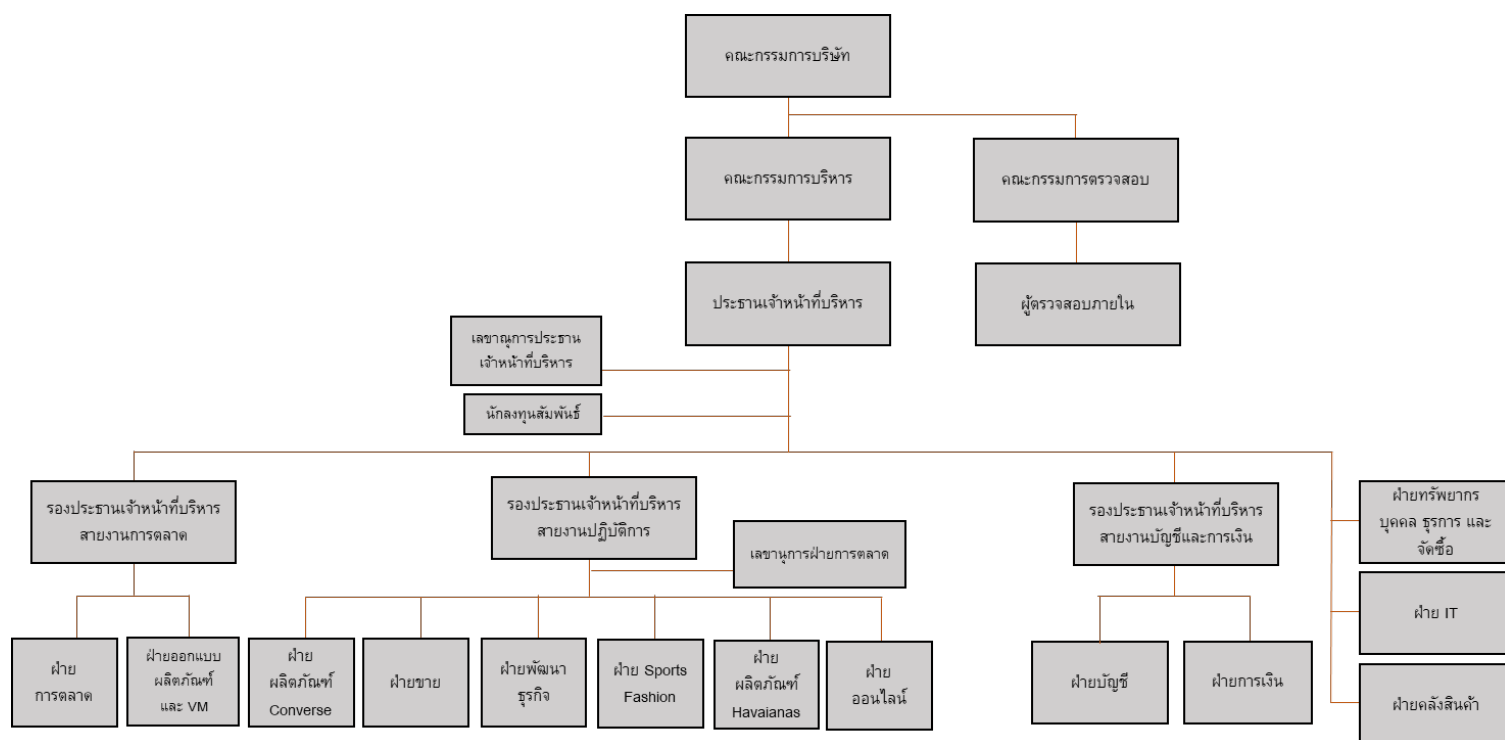 คณะกรรมการบริษัท
คณะกรรมการบริหาร
คณะกรรมการตรวจสอบ
ประธานเจ้าหน้าที่บริหาร
ผู้ตรวจสอบภายใน
เลขาณุการประธาน
เจ้าหน้าที่บริหาร
นักลงทุนสัมพันธ์
รองประธานเจ้าหน้าที่บริหาร
สายงานการตลาด
รองประธานเจ้าหน้าที่บริหาร
สายงานปฏิบัติการ
เลขานุการฝ่ายการตลาด
รองประธานเจ้าหน้าที่บริหาร
สายงานบัญชีและการเงิน
ฝ่ายทรัพยากร
บุคคล ธุรการ และ
จัดซื้อ
ฝ่าย IT
ฝ่ายคลังสินค้า
ฝ่าย
การตลาด
ฝ่ายออกแบบ
ผลิตภัณฑ์
และ VM
ฝ่าย
ผลิตภัณฑ์
Converse
ฝ่ายขาย
ฝ่ายพัฒนา
ธุรกิจ
ฝ่าย Sports
Fashion
ฝ่าย
ผลิตภัณฑ์
Havaianas
ฝ่าย
ออนไลน์
ฝ่ายบัญชี
ฝ่ายการเงิน